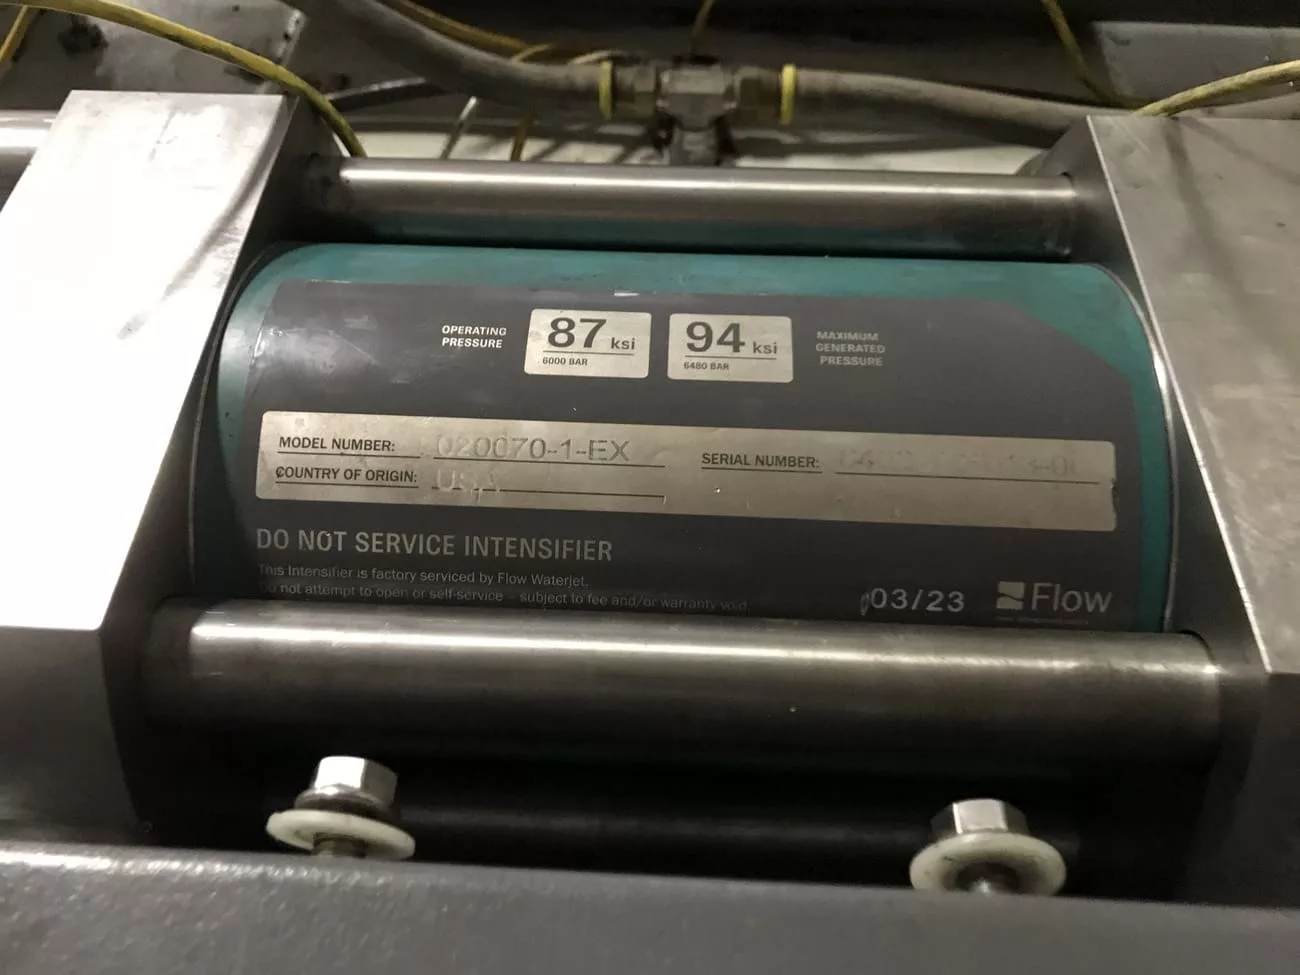 OPERATING
PRESSURE
87 ksi
6000 BAR
94 ksi
6480 BAR
MAXIMUM
GENERATED
PRESSURE
MODEL NUMBER: 020070-1-EX
COUNTRY OF ORIGIN: USA
SERIAL NUMBER:
DO NOT SERVICE INTENSIFIER
This Intensifier is factory serviced by Flow Waterjet.
Do not attempt to open or self-service – subject to fee and/or warranty void.
03/23
Flow